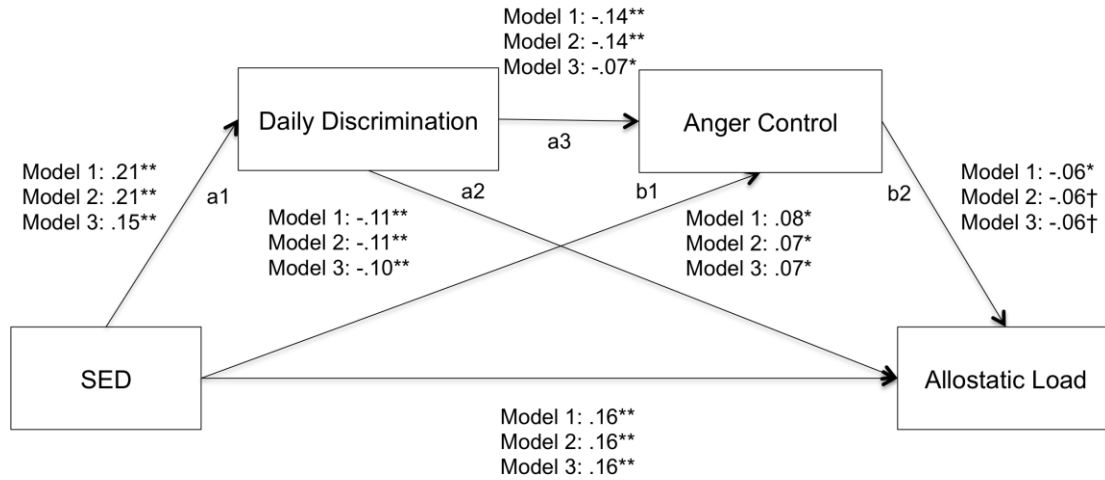 Model 1: -.14**
Model 2: -.14**
Model 3: -.07*
Daily Discrimination
Anger Control
a3
Model 1: .21**
Model 2: .21**
Model 3: .15**
a1
a2
b1
b2
Model 1: -.06*
Model 2: -.06†
Model 3: -.06†
Model 1: -.11**
Model 2: -.11**
Model 3: -.10**
Model 1: .08*
Model 2: .07*
Model 3: .07*
SED
Allostatic Load
Model 1: .16**
Model 2: .16**
Model 3: .16**